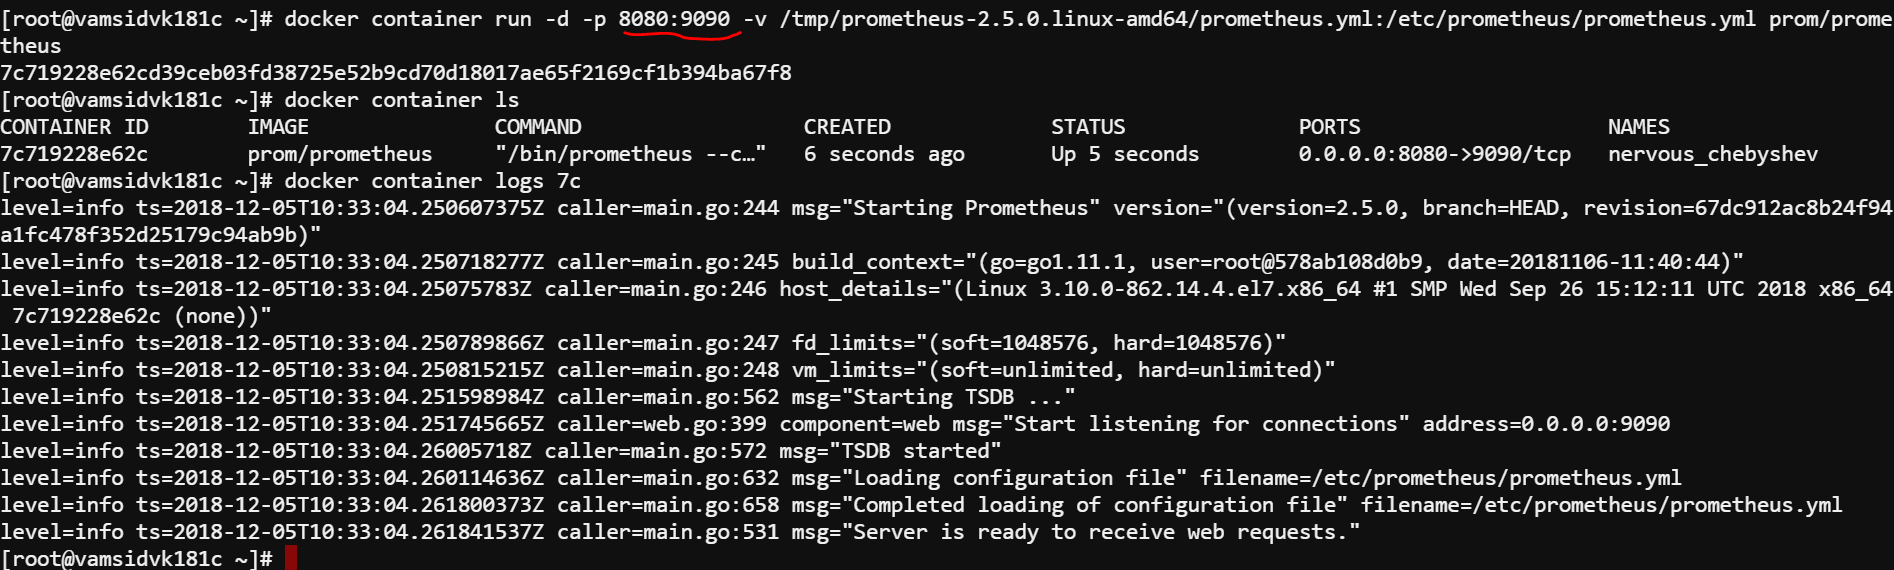 [root@vamsidvk181c ~]# docker container run -d -p 8080:9090 -v /tmp/prometheus-2.5.0.linux-amd64/prometheus.yml:/etc/prometheus/prometheus.yml prom/prome
theus
7c719228e62cd39ceb03fd38725e52b9cd70d18017ae65f2169cf1b394ba67f8
[root@vamsidvk181c ~]# docker container ls
CONTAINER ID        IMAGE               COMMAND                  CREATED             STATUS              PORTS                    NAMES
7c719228e62c        prom/prometheus     "/bin/prometheus --c…"   6 seconds ago       Up 5 seconds        0.0.0.0:8080->9090/tcp   nervous_chebyshev
[root@vamsidvk181c ~]# docker container logs 7c
level=info ts=2018-12-05T10:33:04.250607375Z caller=main.go:244 msg="Starting Prometheus" version="(version=2.5.0, branch=HEAD, revision=67dc912ac8b24f94
a1fc478f352d25179c94ab9b)"
level=info ts=2018-12-05T10:33:04.250718277Z caller=main.go:245 build_context="(go=go1.11.1, user=root@578ab108d0b9, date=20181106-11:40:44)"
level=info ts=2018-12-05T10:33:04.25075783Z caller=main.go:246 host_details="(Linux 3.10.0-862.14.4.el7.x86_64 #1 SMP Wed Sep 26 15:12:11 UTC 2018 x86_64
 7c719228e62c (none))"
level=info ts=2018-12-05T10:33:04.250789866Z caller=main.go:247 fd_limits="(soft=1048576, hard=1048576)"
level=info ts=2018-12-05T10:33:04.250815215Z caller=main.go:248 vm_limits="(soft=unlimited, hard=unlimited)"
level=info ts=2018-12-05T10:33:04.251598984Z caller=main.go:562 msg="Starting TSDB ..."
level=info ts=2018-12-05T10:33:04.251745665Z caller=web.go:399 component=web msg="Start listening for connections" address=0.0.0.0:9090
level=info ts=2018-12-05T10:33:04.26005718Z caller=main.go:572 msg="TSDB started"
level=info ts=2018-12-05T10:33:04.260114636Z caller=main.go:632 msg="Loading configuration file" filename=/etc/prometheus/prometheus.yml
level=info ts=2018-12-05T10:33:04.261800373Z caller=main.go:658 msg="Completed loading of configuration file" filename=/etc/prometheus/prometheus.yml
level=info ts=2018-12-05T10:33:04.261841537Z caller=main.go:531 msg="Server is ready to receive web requests."
[root@vamsidvk181c ~]#